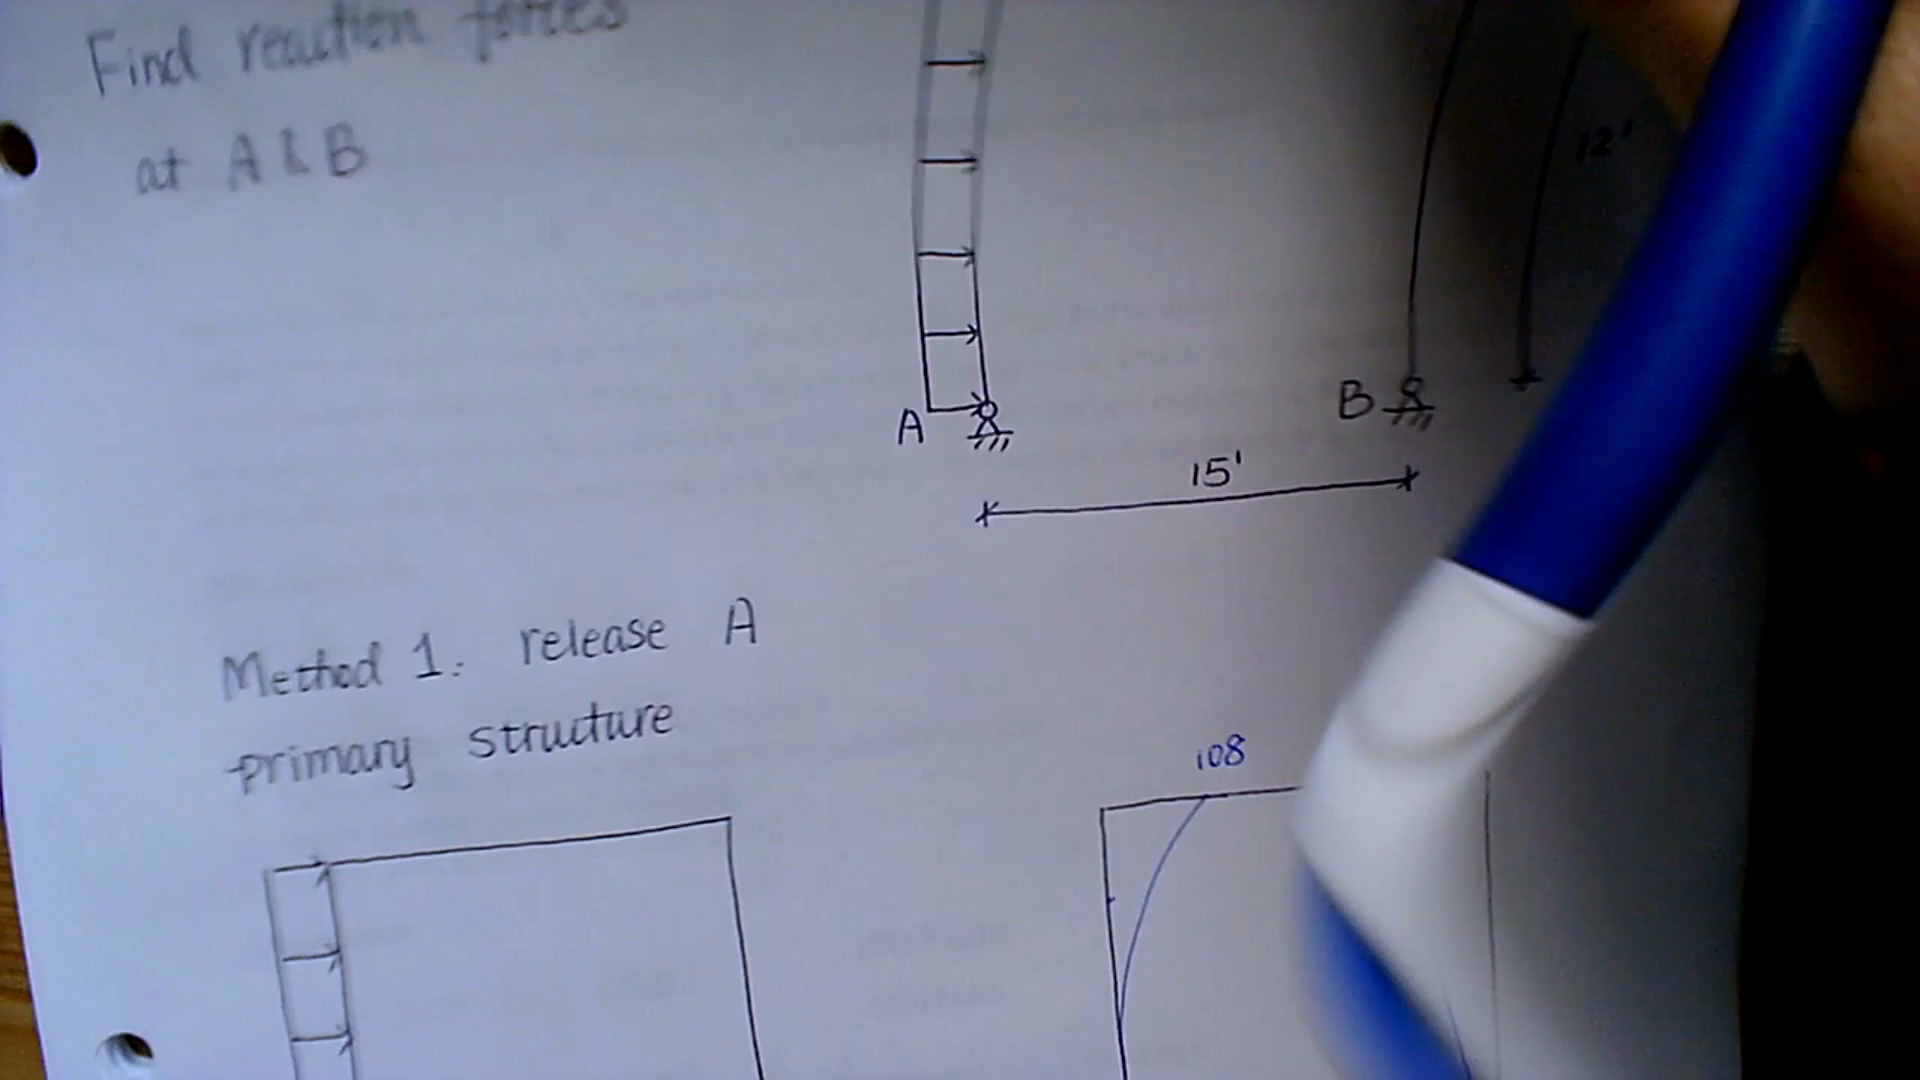 Find reaction forces
at A & B
12'
A
B
15'
Method 1: release A
primary structure
108